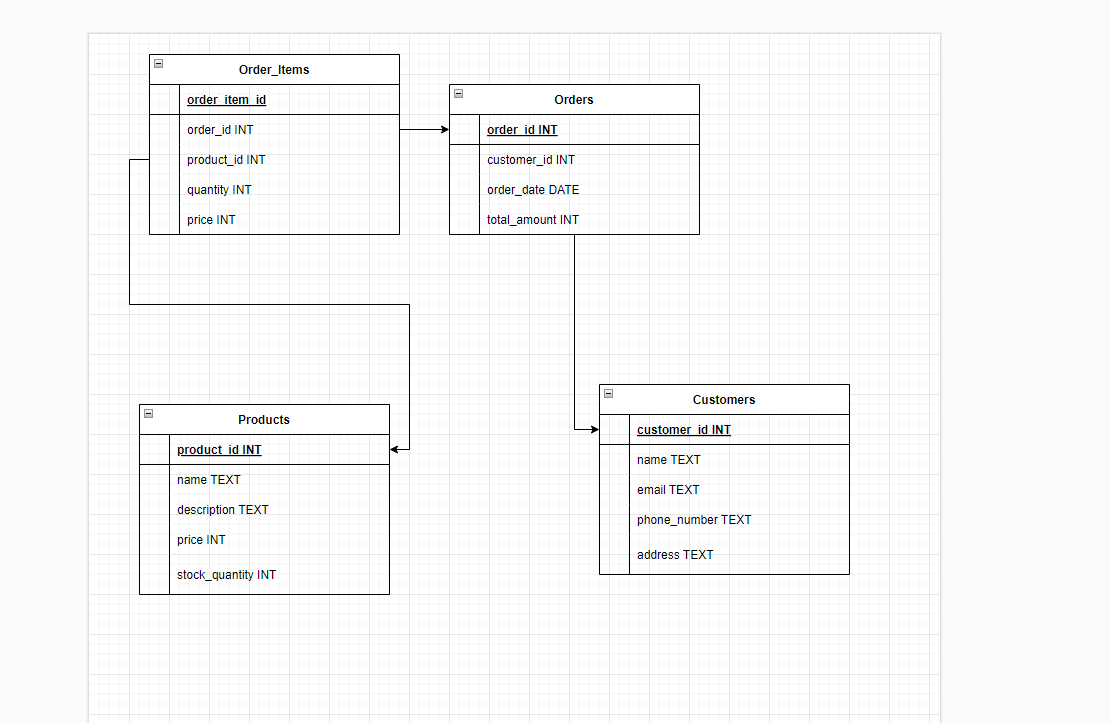 Order_Items
order_item_id
order_id INT
product_id INT
quantity INT
price INT
Orders
order_id INT
customer_id INT
order_date DATE
total_amount INT
Products
product_id INT
name TEXT
description TEXT
price INT
stock_quantity INT
Customers
customer_id INT
name TEXT
email TEXT
phone_number TEXT
address TEXT